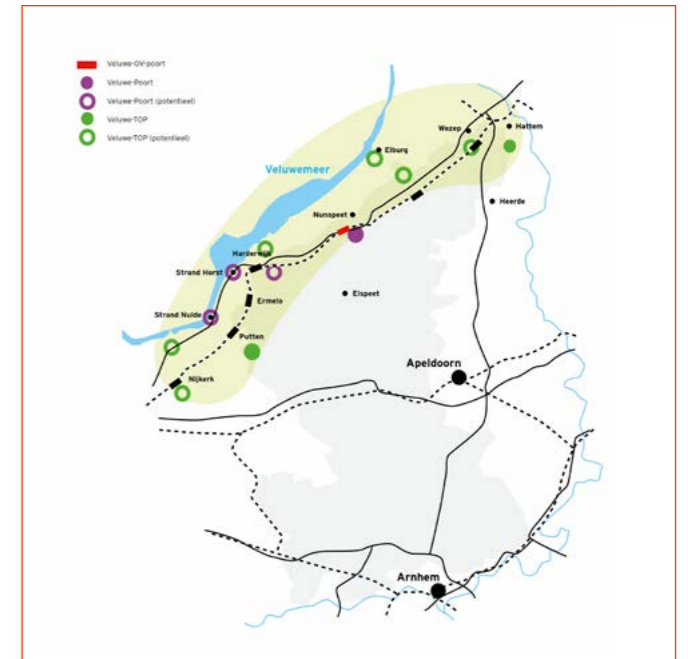 Veluwe-OV-poort
Veluwe-Poort
Veluwe-Poort (potentieel)
Veluwe-TOP
Veluwe-TOP (potentieel)
Wezep
Hattem
Elburg
Veluwemeer
Heerde
Nunspeet
Harderwijk
Strand Horst
Elspeet
Ermelo
Strand Nulde
Putten
Apeldoorn
Nijkerk
Arnhem